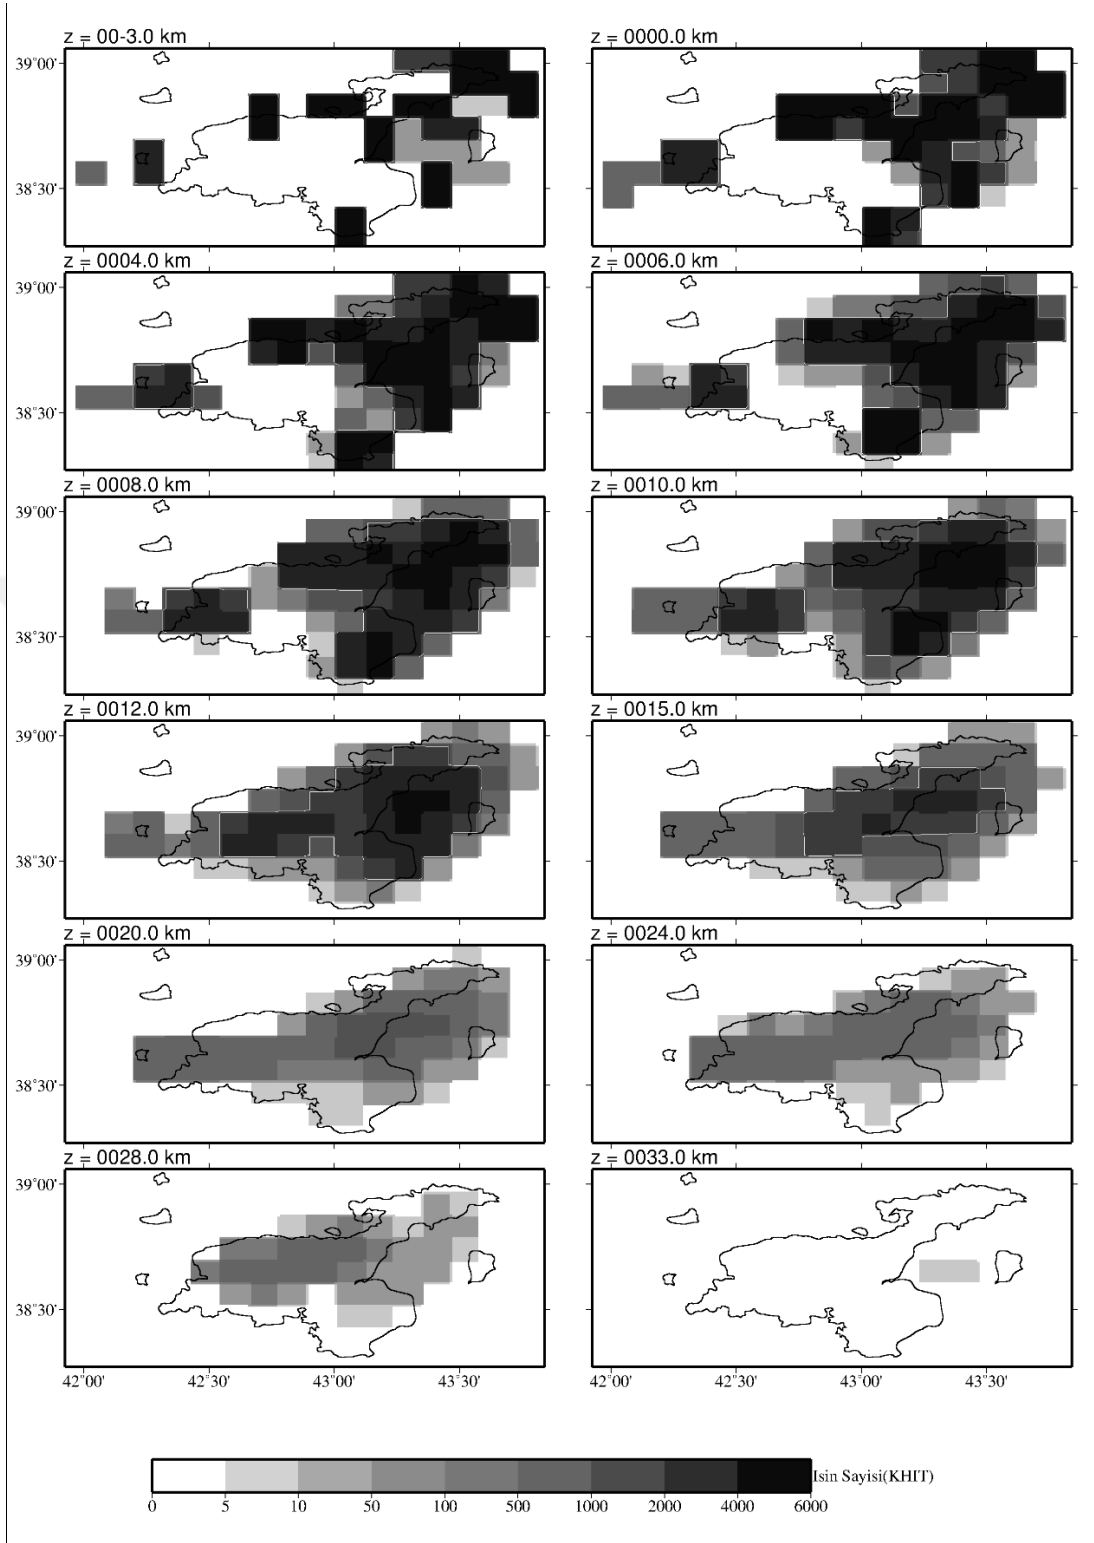 z = 00-3.0 km z = 0000.0 km
39°00'
38°30'
z = 0004.0 km z = 0006.0 km
39°00'
38°30'
z = 0008.0 km z = 0010.0 km
39°00'
38°30'
z = 0012.0 km z = 0015.0 km
39°00'
38°30'
z = 0020.0 km z = 0024.0 km
39°00'
38°30'
z = 0028.0 km z = 0033.0 km
39°00'
38°30'
42°00' 42°30' 43°00' 43°30' 42°00' 42°30' 43°00' 43°30'
Isin Sayisi(KHIT)
0 5 10 50 100 500 1000 2000 4000 6000